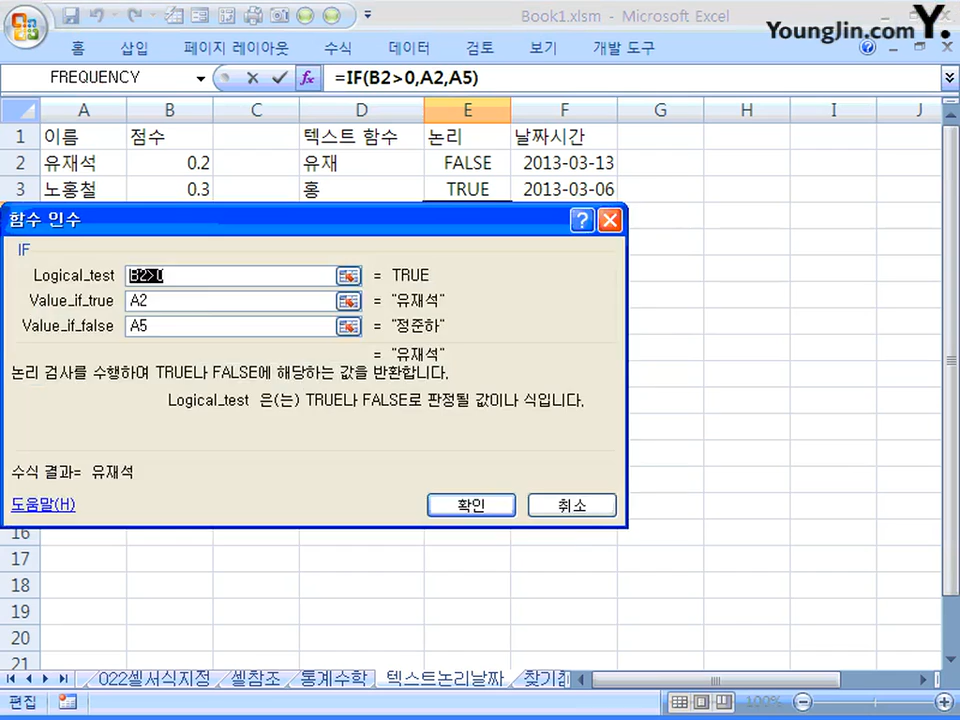 Book1.xlsm - Microsoft Excel
YoungJin.com Y.
홈 삽입 페이지 레이아웃 수식 데이터 검토 보기 개발 도구
FREQUENCY fx =IF(B2>0,A2,A5)
A B C D E F G H I J
1 이름 점수 텍스트 함수 논리 날짜시간
2 유재석 0.2 유재 FALSE 2013-03-13
3 노홍철 0.3 홍 TRUE 2013-03-06
함수 인수
IF
Logical_test B2>0 = TRUE
Value_if_true A2 = "유재석"
Value_if_false A5 = "정준하"
= "유재석"
논리 검사를 수행하여 TRUE나 FALSE에 해당하는 값을 반환합니다.
Logical_test 은(는) TRUE나 FALSE로 판정될 값이나 식입니다.
수식 결과= 유재석
도움말(H) 확인 취소
16
17
18
19
20
21
022셀서식지정 셀참조 통계수학 텍스트논리날짜
편집 100%